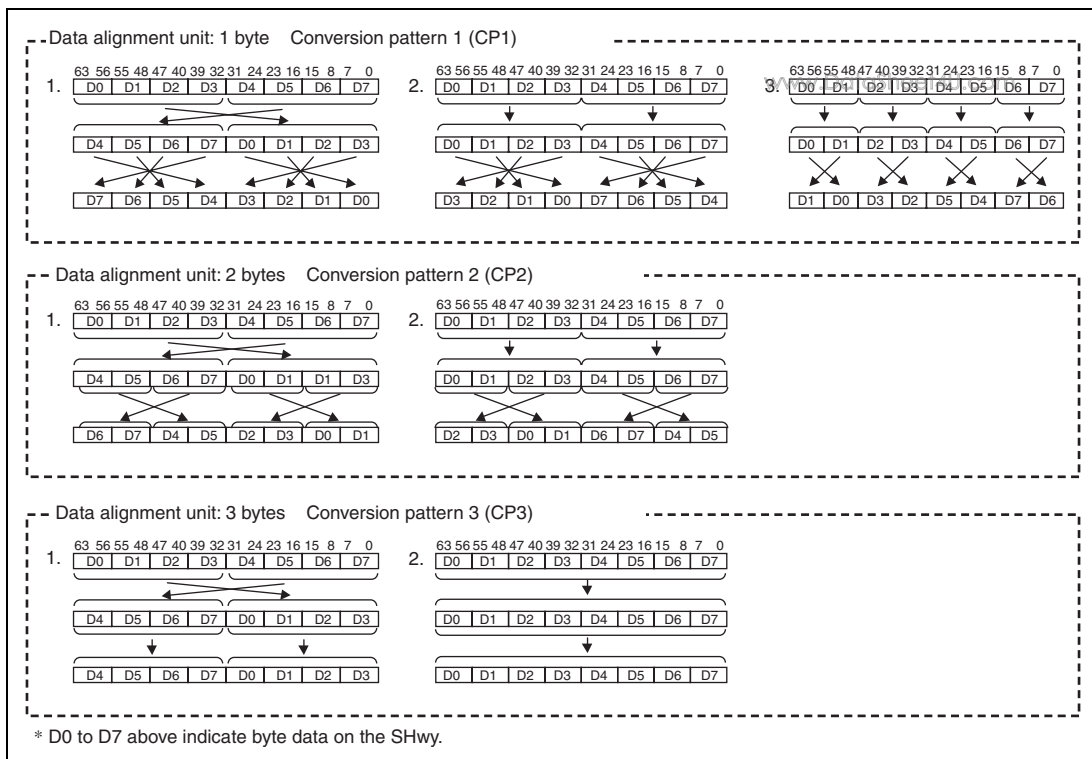 Data alignment unit: 1 byte Conversion pattern 1 (CP1)
1. 63 56 55 48 47 40 39 32 31 24 23 16 15 8 7 0
D0 D1 D2 D3 D4 D5 D6 D7
D4 D5 D6 D7 D0 D1 D2 D3
D7 D6 D5 D4 D3 D2 D1 D0
2. 63 56 55 48 47 40 39 32 31 24 23 16 15 8 7 0
D0 D1 D2 D3 D4 D5 D6 D7
D0 D1 D2 D3 D4 D5 D6 D7
D3 D2 D1 D0 D7 D6 D5 D4
3. 63 56 55 48 47 40 39 32 31 24 23 16 15 8 7 0
www.DataSheet4U.com
D0 D1 D2 D3 D4 D5 D6 D7
D0 D1 D2 D3 D4 D5 D6 D7
D1 D0 D3 D2 D5 D4 D7 D6
Data alignment unit: 2 bytes Conversion pattern 2 (CP2)
1. 63 56 55 48 47 40 39 32 31 24 23 16 15 8 7 0
D0 D1 D2 D3 D4 D5 D6 D7
D4 D5 D6 D7 D0 D1 D1 D3
D6 D7 D4 D5 D2 D3 D0 D1
2. 63 56 55 48 47 40 39 32 31 24 23 16 15 8 7 0
D0 D1 D2 D3 D4 D5 D6 D7
D0 D1 D2 D3 D4 D5 D6 D7
D2 D3 D0 D1 D6 D7 D4 D5
Data alignment unit: 3 bytes Conversion pattern 3 (CP3)
1. 63 56 55 48 47 40 39 32 31 24 23 16 15 8 7 0
D0 D1 D2 D3 D4 D5 D6 D7
D4 D5 D6 D7 D0 D1 D2 D3
D4 D5 D6 D7 D0 D1 D2 D3
2. 63 56 55 48 47 40 39 32 31 24 23 16 15 8 7 0
D0 D1 D2 D3 D4 D5 D6 D7
D0 D1 D2 D3 D4 D5 D6 D7
D0 D1 D2 D3 D4 D5 D6 D7
* D0 to D7 above indicate byte data on the SHwy.